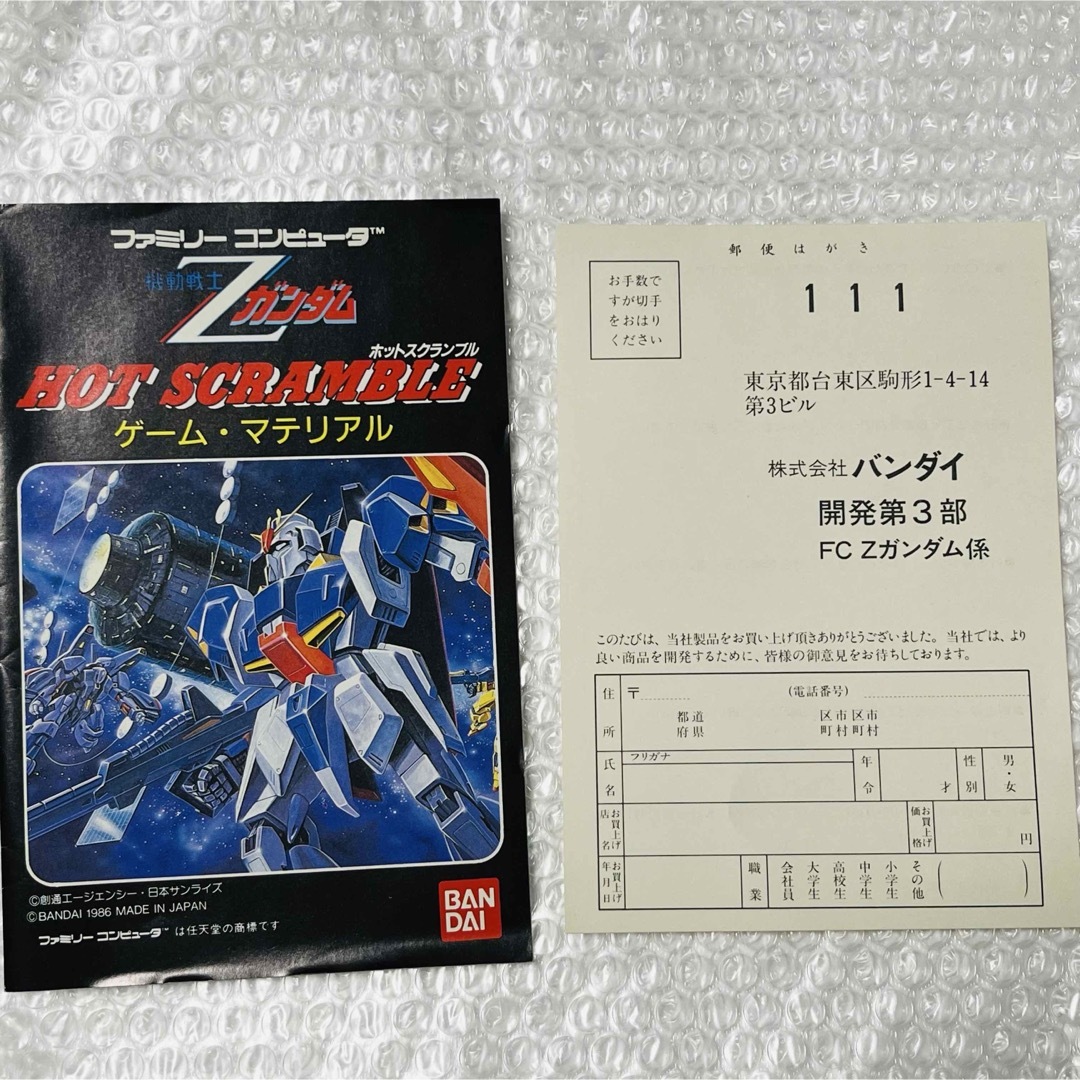 ファミリー コンピュータ™
機動戦士
Zガンダム
ホットスクランブル
HOT SCRAMBLE
ゲーム・マテリアル
©創通エージェンシー・日本サンライズ
©BANDAI 1986 MADE IN JAPAN
ファミリー コンピュータ™ は任天堂の商標です
BAN
DAI
郵便はがき
お手数で
すが切手
をおはり
ください
1 1 1
東京都台東区駒形1-4-14
第3ビル
株式会社 バンダイ
開発第3部
FC Zガンダム係
このたびは、当社製品をお買い上げ頂きありがとうございました。当社では、より
良い商品を開発するために、皆様の御意見をお待ちしております。
住所
〒
(電話番号)
都道 区市 区市
府県 町村 町村
氏名
フリガナ
年令
才
性別
男・女
お買上げ店名
お買上げ価格
円
お買上げ年月日
職業
会社員
大学生
高校生
中学生
小学生
その他
( )